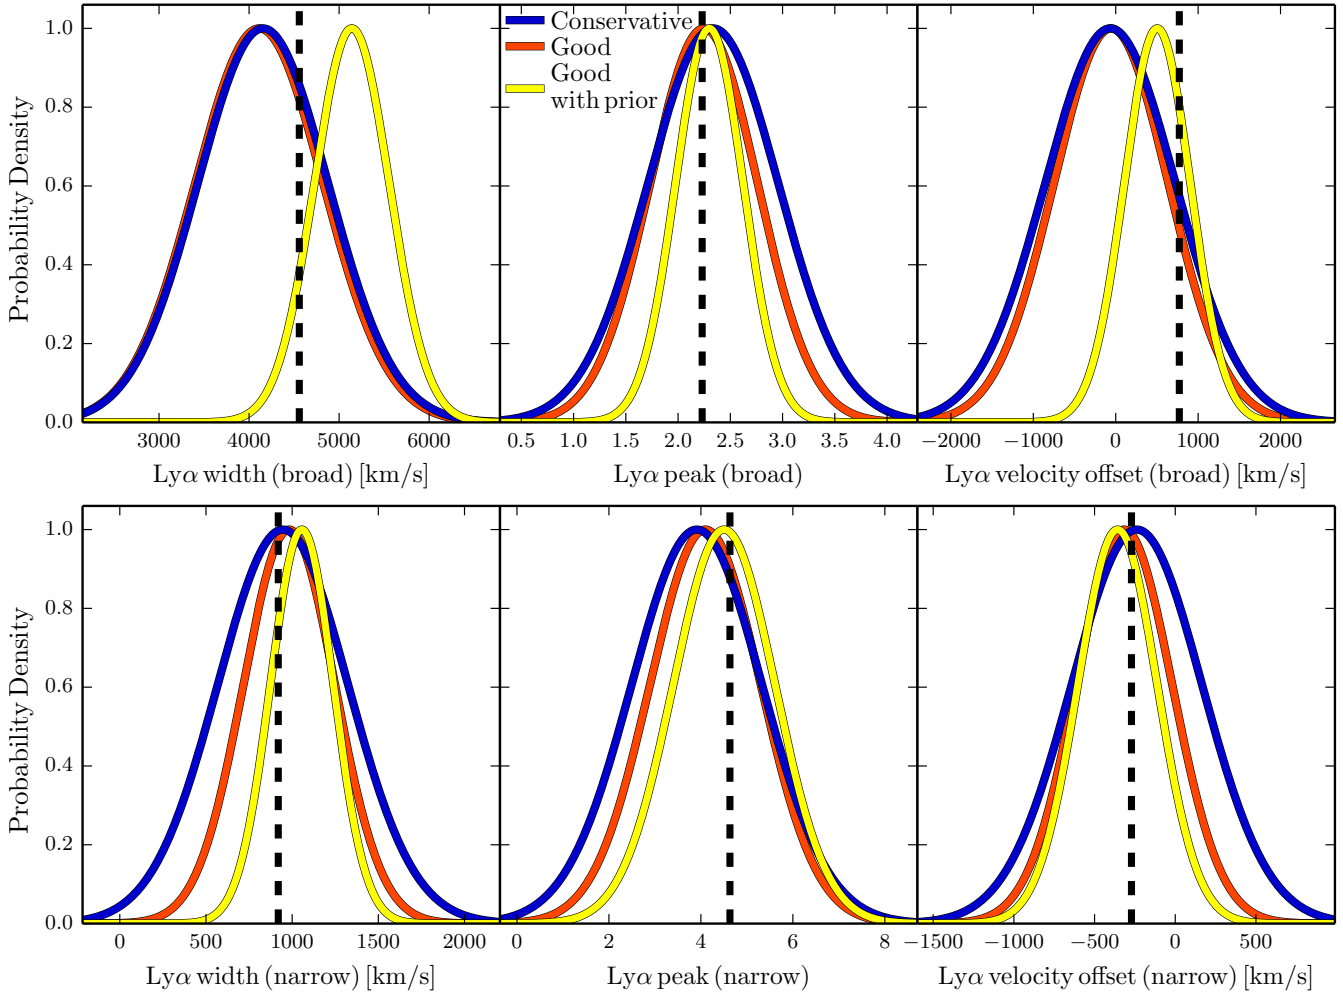 Conservative
Good
Good
with prior
Probability Density
1.0
0.8
0.6
0.4
0.2
0.0
3000 4000 5000 6000
0.5 1.0 1.5 2.0 2.5 3.0 3.5 4.0
−2000 −1000 0 1000 2000
Lyα width (broad) [km/s]
Lyα peak (broad)
Lyα velocity offset (broad) [km/s]
Probability Density
1.0
0.8
0.6
0.4
0.2
0.0
0 500 1000 1500 2000
0 2 4 6 8
−1500 −1000 −500 0 500
Lyα width (narrow) [km/s]
Lyα peak (narrow)
Lyα velocity offset (narrow) [km/s]